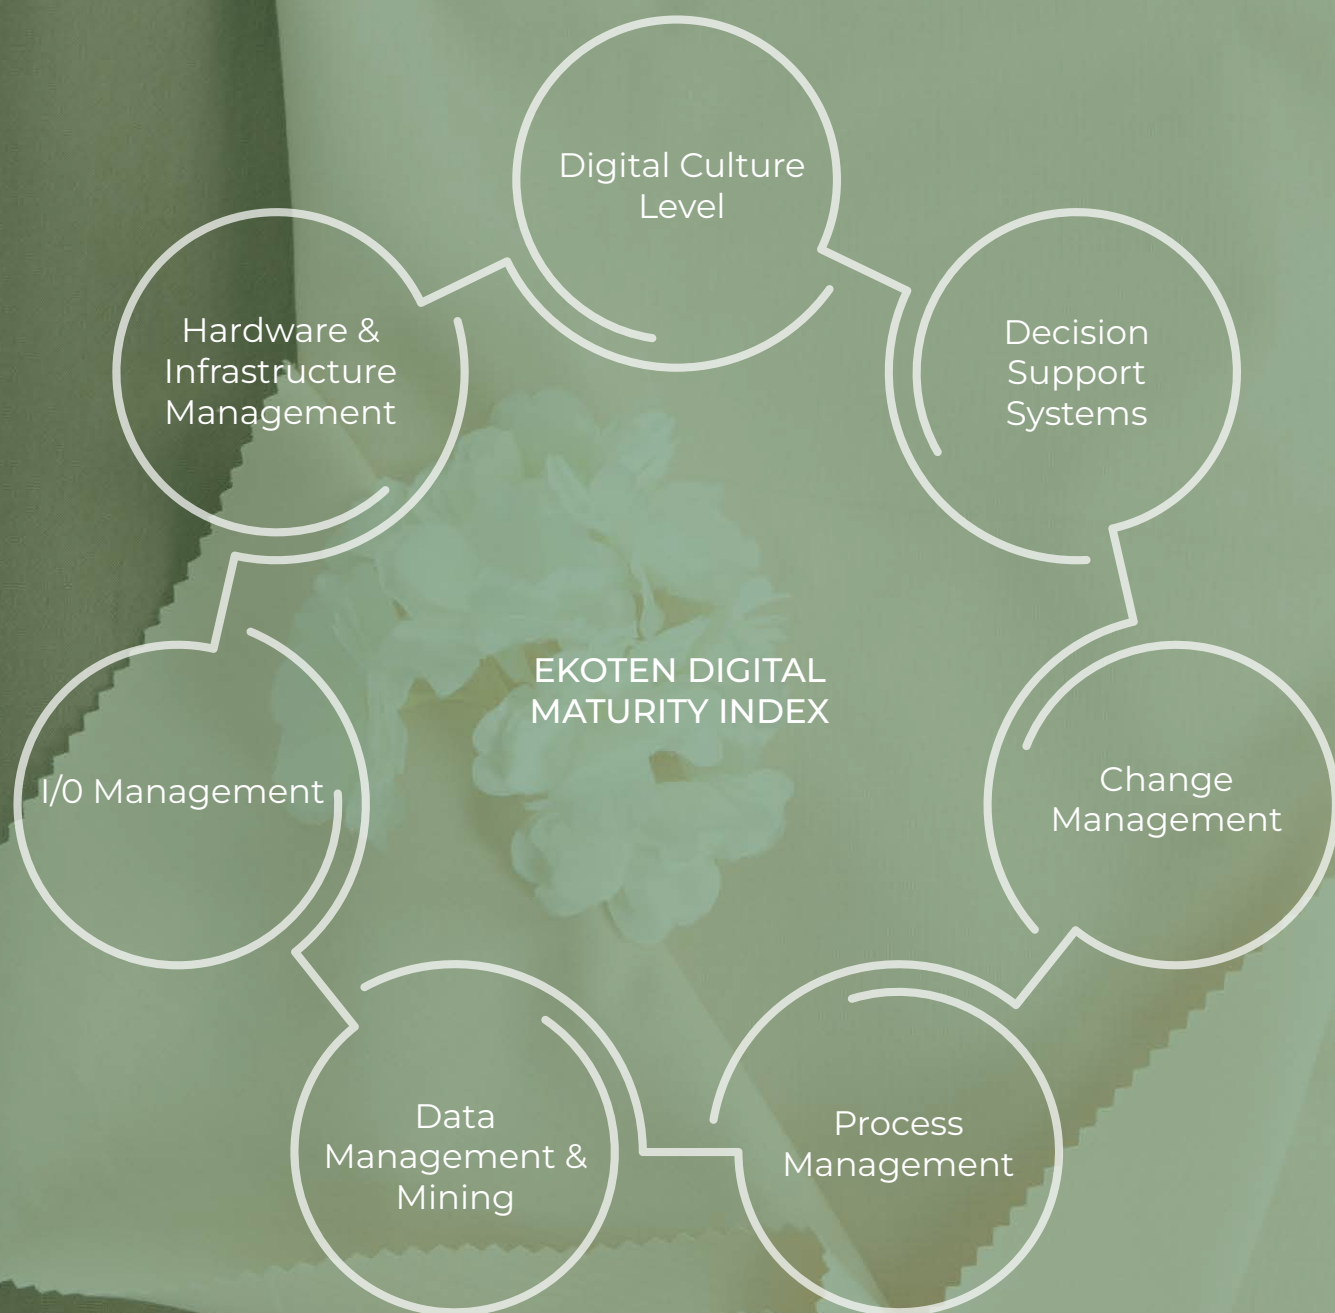 Digital Culture
Level
Hardware &
Infrastructure
Management
Decision
Support
Systems
EKOTEN DIGITAL
MATURITY INDEX
I/0 Management
Change
Management
Data
Management &
Mining
Process
Management